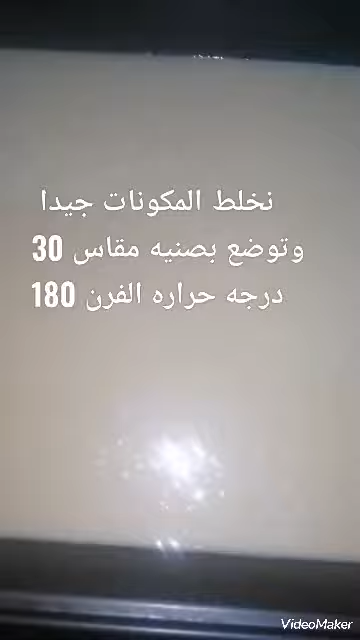 نخلط المكونات جيدا
وتوضع بصنيه مقاس 30
درجه حراره الفرن 180
VideoMaker